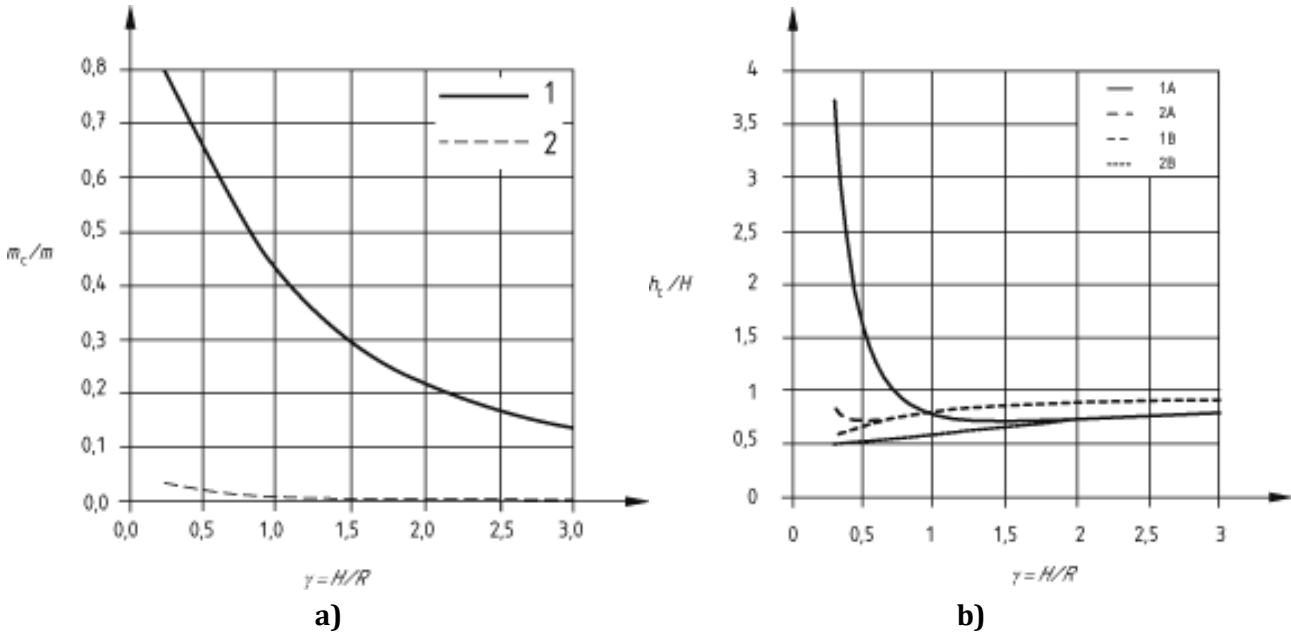 0,8
0,7
0,6
0,5
0,4
0,3
0,2
0,1
0,0
m_c/m
1
2
0,0 0,5 1,0 1,5 2,0 2,5 3,0
γ = H/R
a)
4
3,5
3
2,5
2
1,5
1
0,5
0
h_c/H
1A
2A
1B
2B
0 0,5 1 1,5 2 2,5 3
γ = H/R
b)